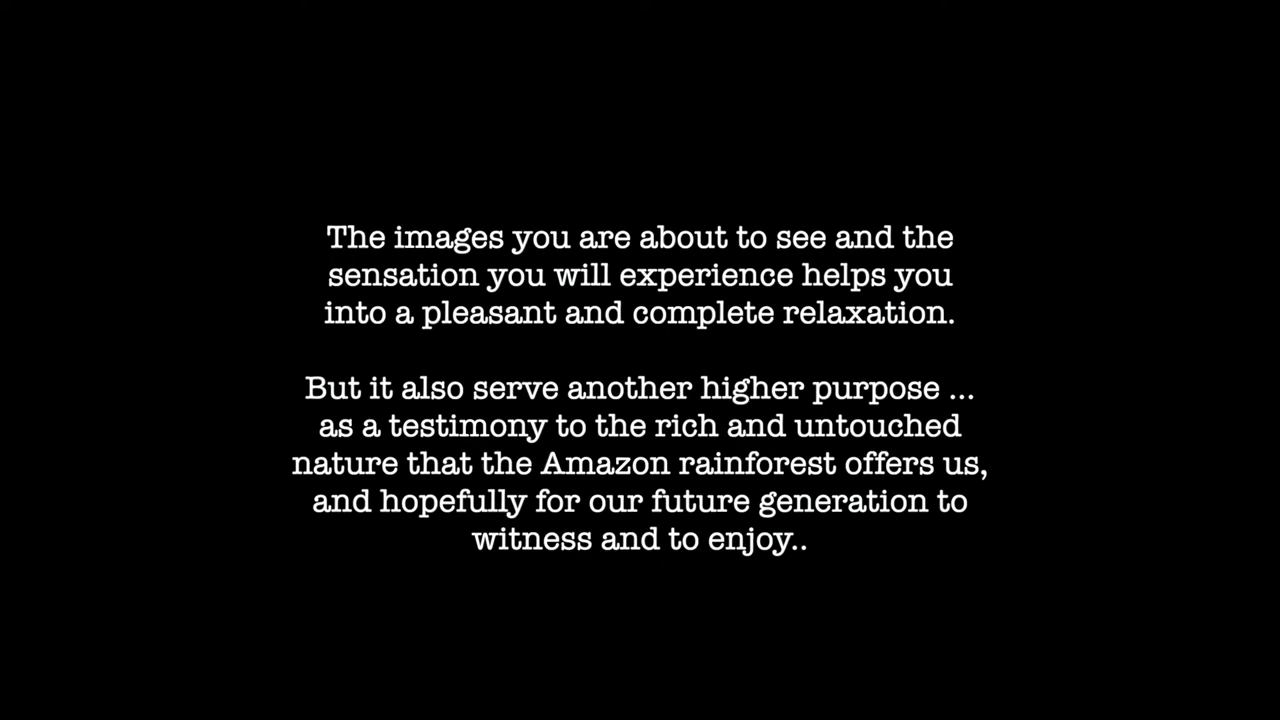 The images you are about to see and the
sensation you will experience helps you
into a pleasant and complete relaxation.
But it also serve another higher purpose ...
as a testimony to the rich and untouched
nature that the Amazon rainforest offers us,
and hopefully for our future generation to
witness and to enjoy..